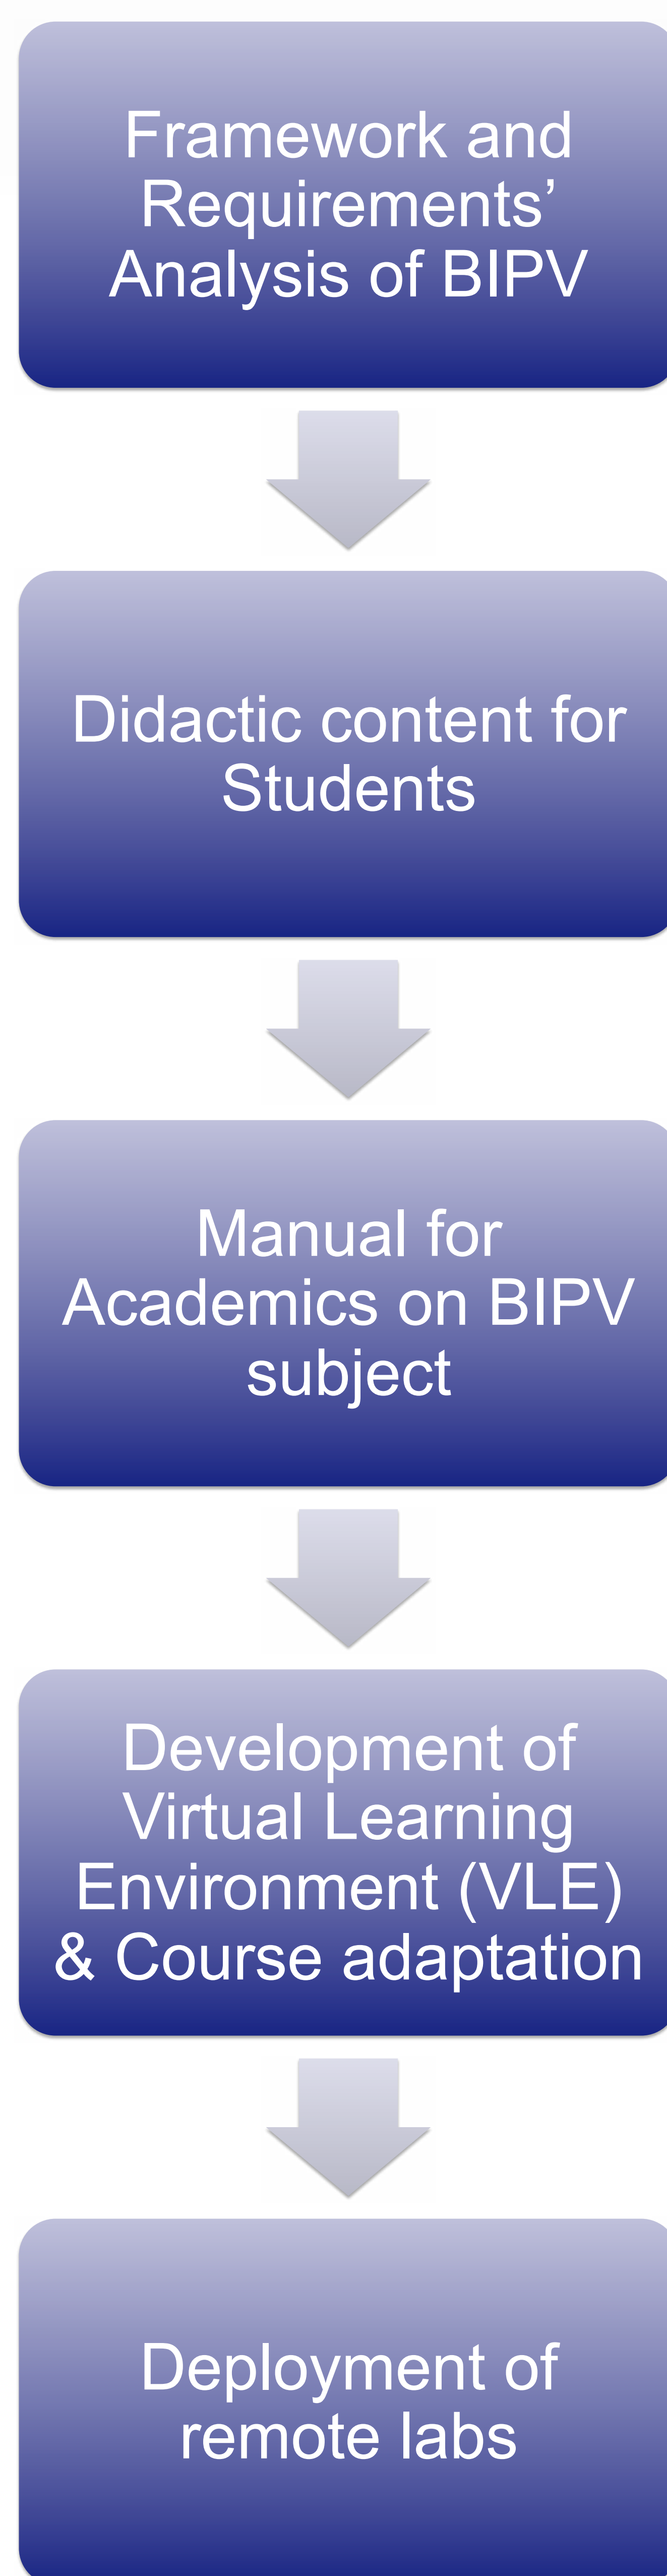 Framework and
Requirements’
Analysis of BIPV
Didactic content for
Students
Manual for
Academics on BIPV
subject
Development of
Virtual Learning
Environment (VLE)
& Course adaptation
Deployment of
remote labs